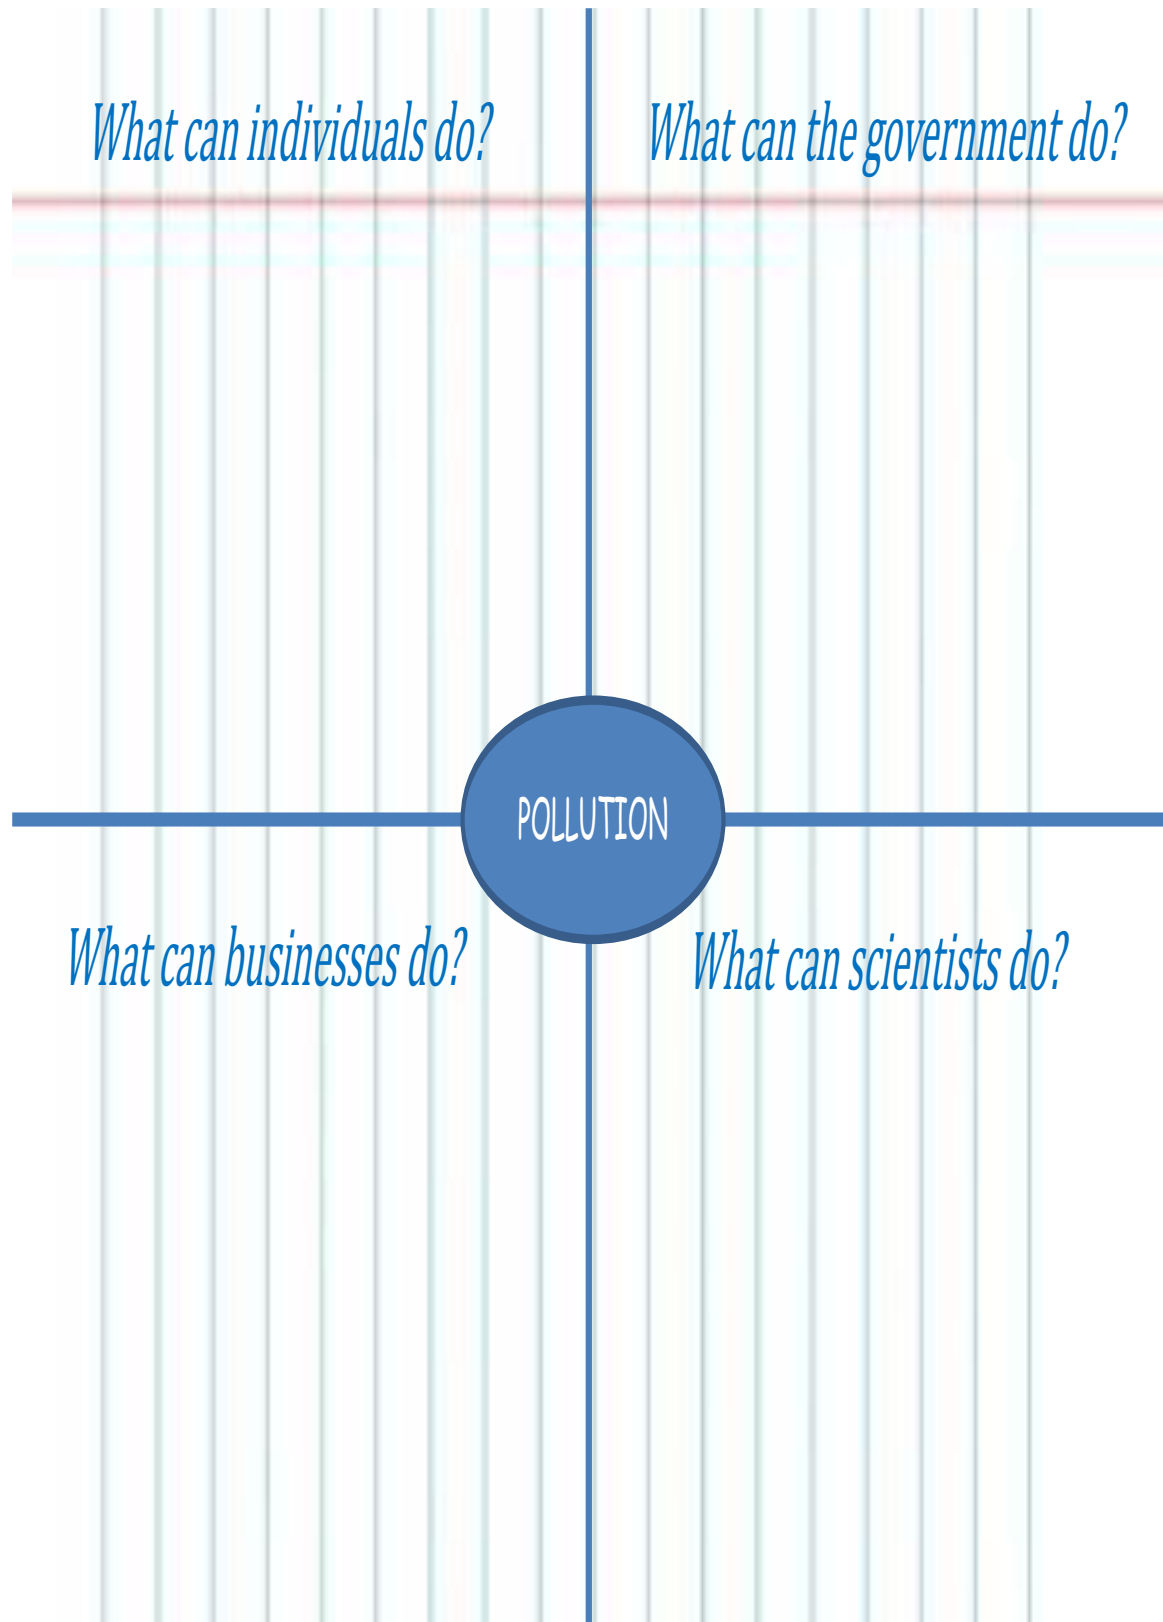 What can individuals do?
What can the government do?
POLLUTION
What can businesses do?
What can scientists do?